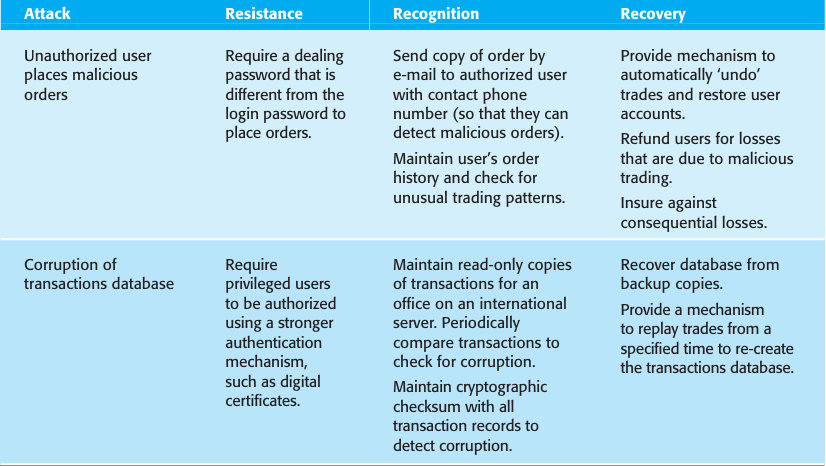 Attack
Resistance
Recognition
Recovery
Unauthorized user
places malicious
orders
Require a dealing
password that is
different from the
login password to
place orders.
Send copy of order by
e-mail to authorized user
with contact phone
number (so that they can
detect malicious orders).
Maintain user’s order
history and check for
unusual trading patterns.
Provide mechanism to
automatically ‘undo’
trades and restore user
accounts.
Refund users for losses
that are due to malicious
trading.
Insure against
consequential losses.
Corruption of
transactions database
Require
privileged users
to be authorized
using a stronger
authentication
mechanism,
such as digital
certificates.
Maintain read-only copies
of transactions for an
office on an international
server. Periodically
compare transactions to
check for corruption.
Maintain cryptographic
checksum with all
transaction records to
detect corruption.
Recover database from
backup copies.
Provide a mechanism
to replay trades from a
specified time to re-create
the transactions database.